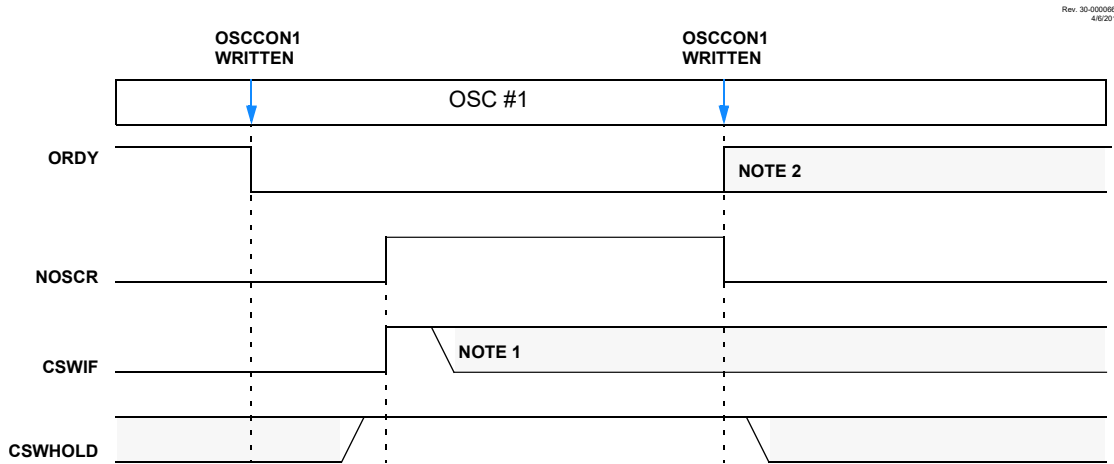 OSCCON1
WRITTEN
OSCCON1
WRITTEN
OSC #1
ORDY
NOTE 2
NOSCR
CSWIF
NOTE 1
CSWHOLD